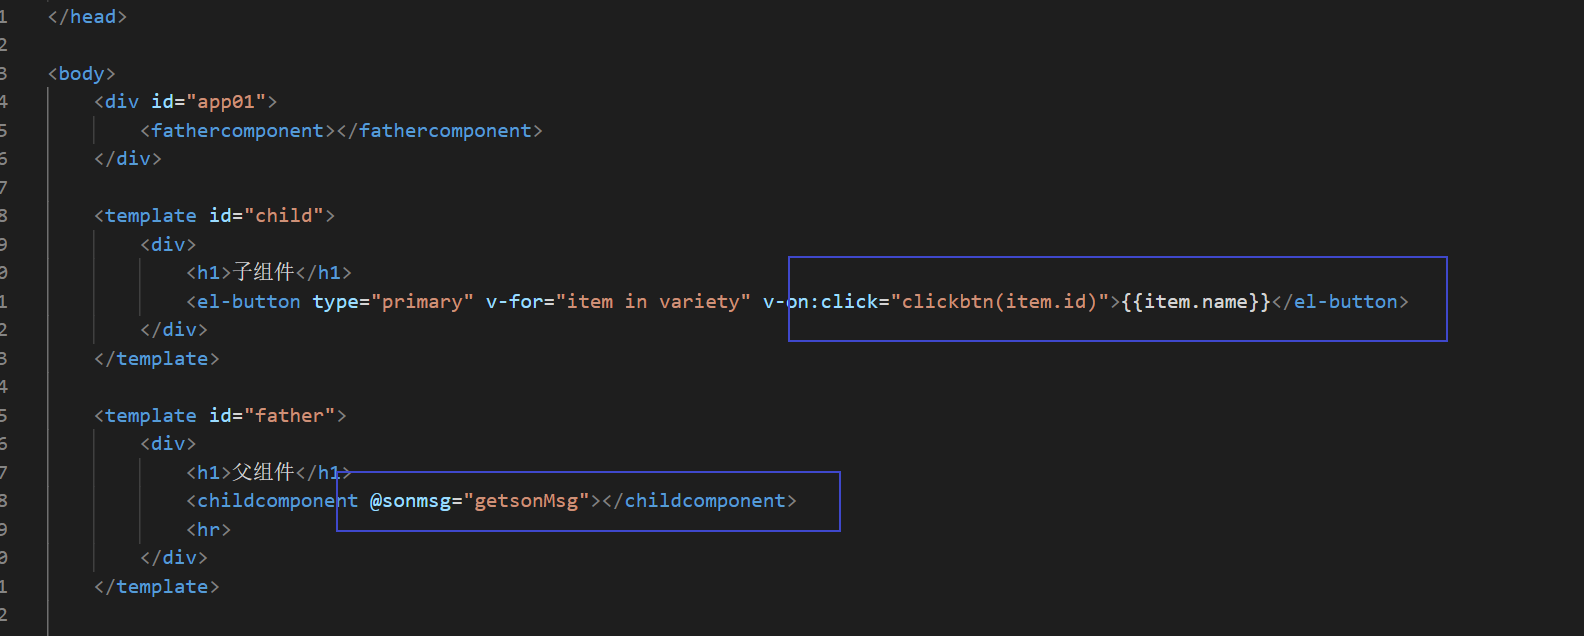 1 </head>
2
3 <body>
4 <div id="app01">
5 <fathercomponent></fathercomponent>
6 </div>
7
8 <template id="child">
9 <div>
0 <h1>子组件</h1>
1 <el-button type="primary" v-for="item in variety" v-on:click="clickbtn(item.id)">{{item.name}}</el-button>
2 </div>
3 </template>
4
5 <template id="father">
6 <div>
7 <h1>父组件</h1>
8 <childcomponent @sonmsg="getsonMsg"></childcomponent>
9 <hr>
0 </div>
1 </template>
2